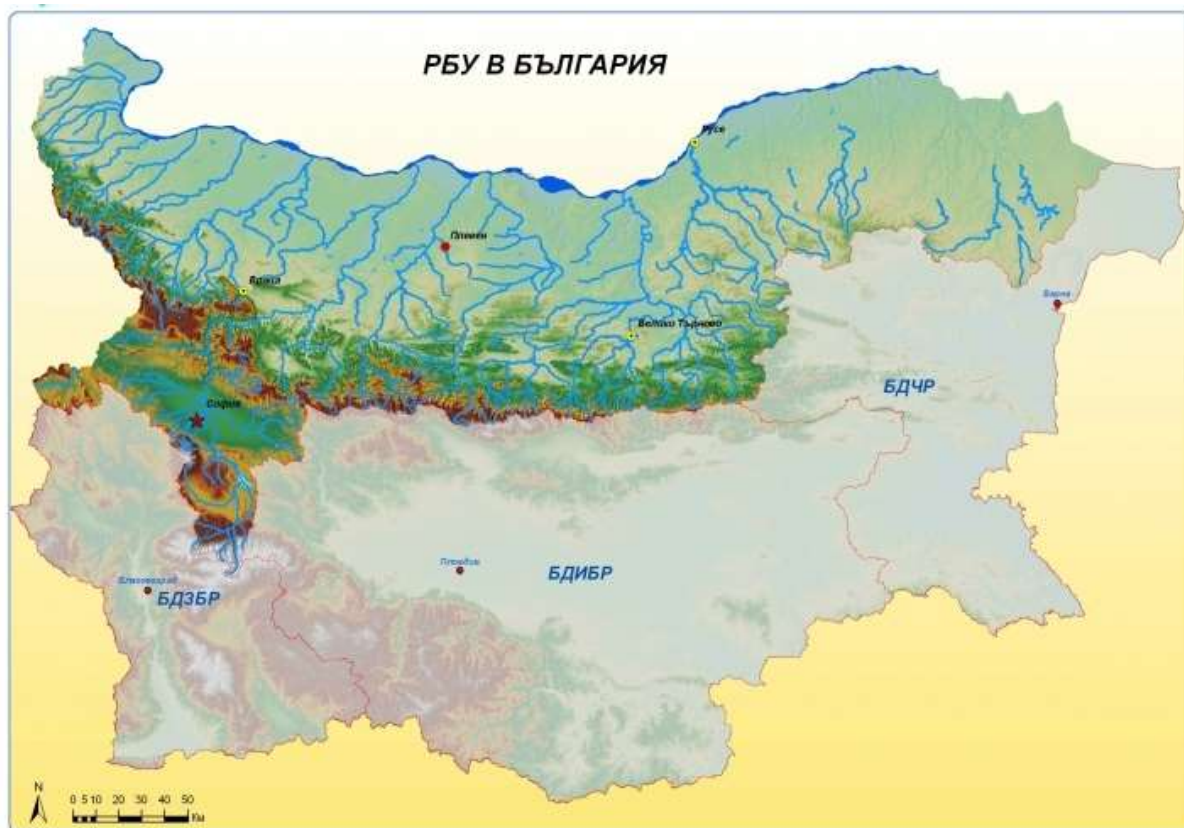 РБУ В БЪЛГАРИЯ
Русе
Плевен
Враца
Варна
Велико Търново
БДЧР
София
Пловдив
БДИБР
Благоевград
БДЗБР
N
0 5 10 20 30 40 50
Км